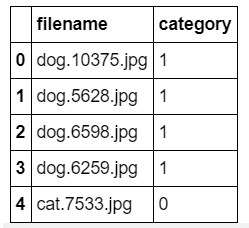 filename category
0 dog.10375.jpg 1
1 dog.5628.jpg 1
2 dog.6598.jpg 1
3 dog.6259.jpg 1
4 cat.7533.jpg 0